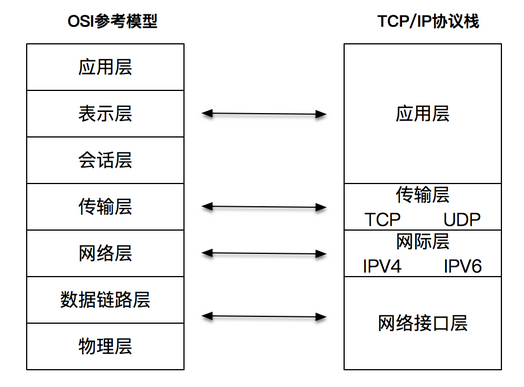 OSI参考模型
应用层
表示层
会话层
传输层
网络层
数据链路层
物理层
TCP/IP协议栈
应用层
传输层
TCP UDP
网际层
IPV4 IPV6
网络接口层